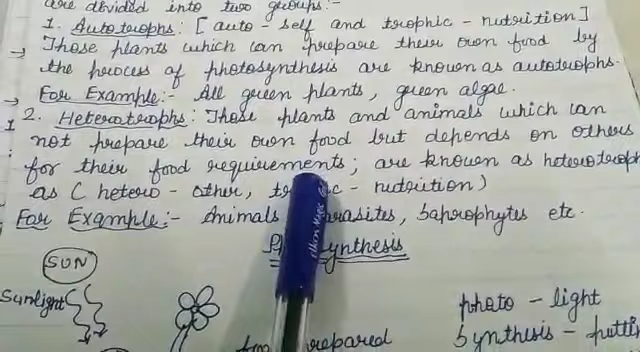 are divided into two groups:-
1. Autotrophs: [auto - self and trophic - nutrition]
→ Those plants which can prepare their own food by
the process of photosynthesis are known as autotrophs.
→ For Example:- All green plants, green algae.
2. Heterotrophs: Those plants and animals which can
not prepare their own food but depends on others
for their food requirements; are known as heterotroph
as ( hetero - other, - nutrition)
For Example:- Animals Parasites, Saprophytes etc.
synthesis
SUN
Sunlight
photo - light
Synthesis - putti
prepared